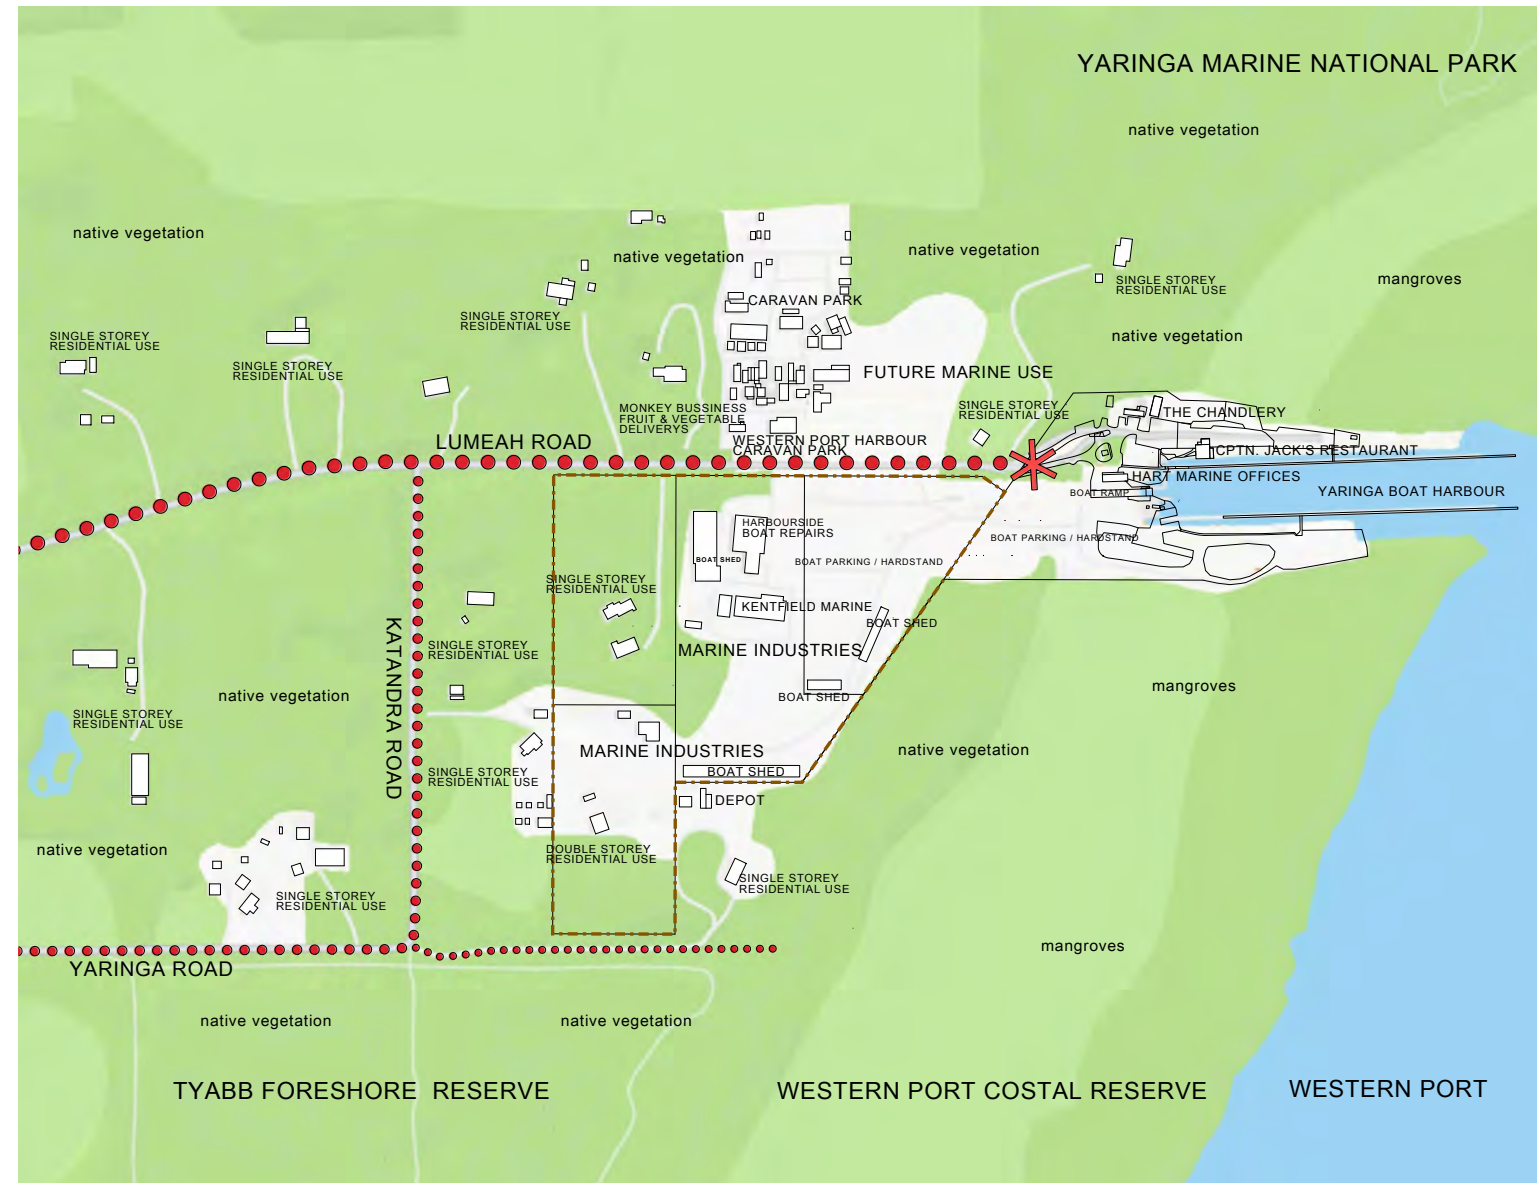 YARINGA MARINE NATIONAL PARK
native vegetation
native vegetation
native vegetation
native vegetation
mangroves
SINGLE STOREY
RESIDENTIAL USE
CARAVAN PARK
SINGLE STOREY
RESIDENTIAL USE
SINGLE STOREY
RESIDENTIAL USE
native vegetation
SINGLE STOREY
RESIDENTIAL USE
FUTURE MARINE USE
MONKEY BUSSINESS
FRUIT & VEGETABLE
DELIVERYS
SINGLE STOREY
RESIDENTIAL USE
THE CHANDLERY
LUMEAH ROAD
WESTERN PORT HARBOUR
CARAVAN PARK
CPTN. JACK'S RESTAURANT
HART MARINE OFFICES
BOAT RAMP
YARINGA BOAT HARBOUR
HARBOURSIDE
BOAT REPAIRS
BOAT PARKING / HARDSTAND
BOAT SHED
BOAT PARKING / HARDSTAND
SINGLE STOREY
RESIDENTIAL USE
KENTFIELD MARINE
BOAT SHED
KATANDRA ROAD
SINGLE STOREY
RESIDENTIAL USE
MARINE INDUSTRIES
native vegetation
mangroves
BOAT SHED
SINGLE STOREY
RESIDENTIAL USE
MARINE INDUSTRIES
native vegetation
SINGLE STOREY
RESIDENTIAL USE
BOAT SHED
DEPOT
native vegetation
DOUBLE STOREY
RESIDENTIAL USE
SINGLE STOREY
RESIDENTIAL USE
SINGLE STOREY
RESIDENTIAL USE
mangroves
YARINGA ROAD
native vegetation
native vegetation
TYABB FORESHORE RESERVE
WESTERN PORT COSTAL RESERVE
WESTERN PORT